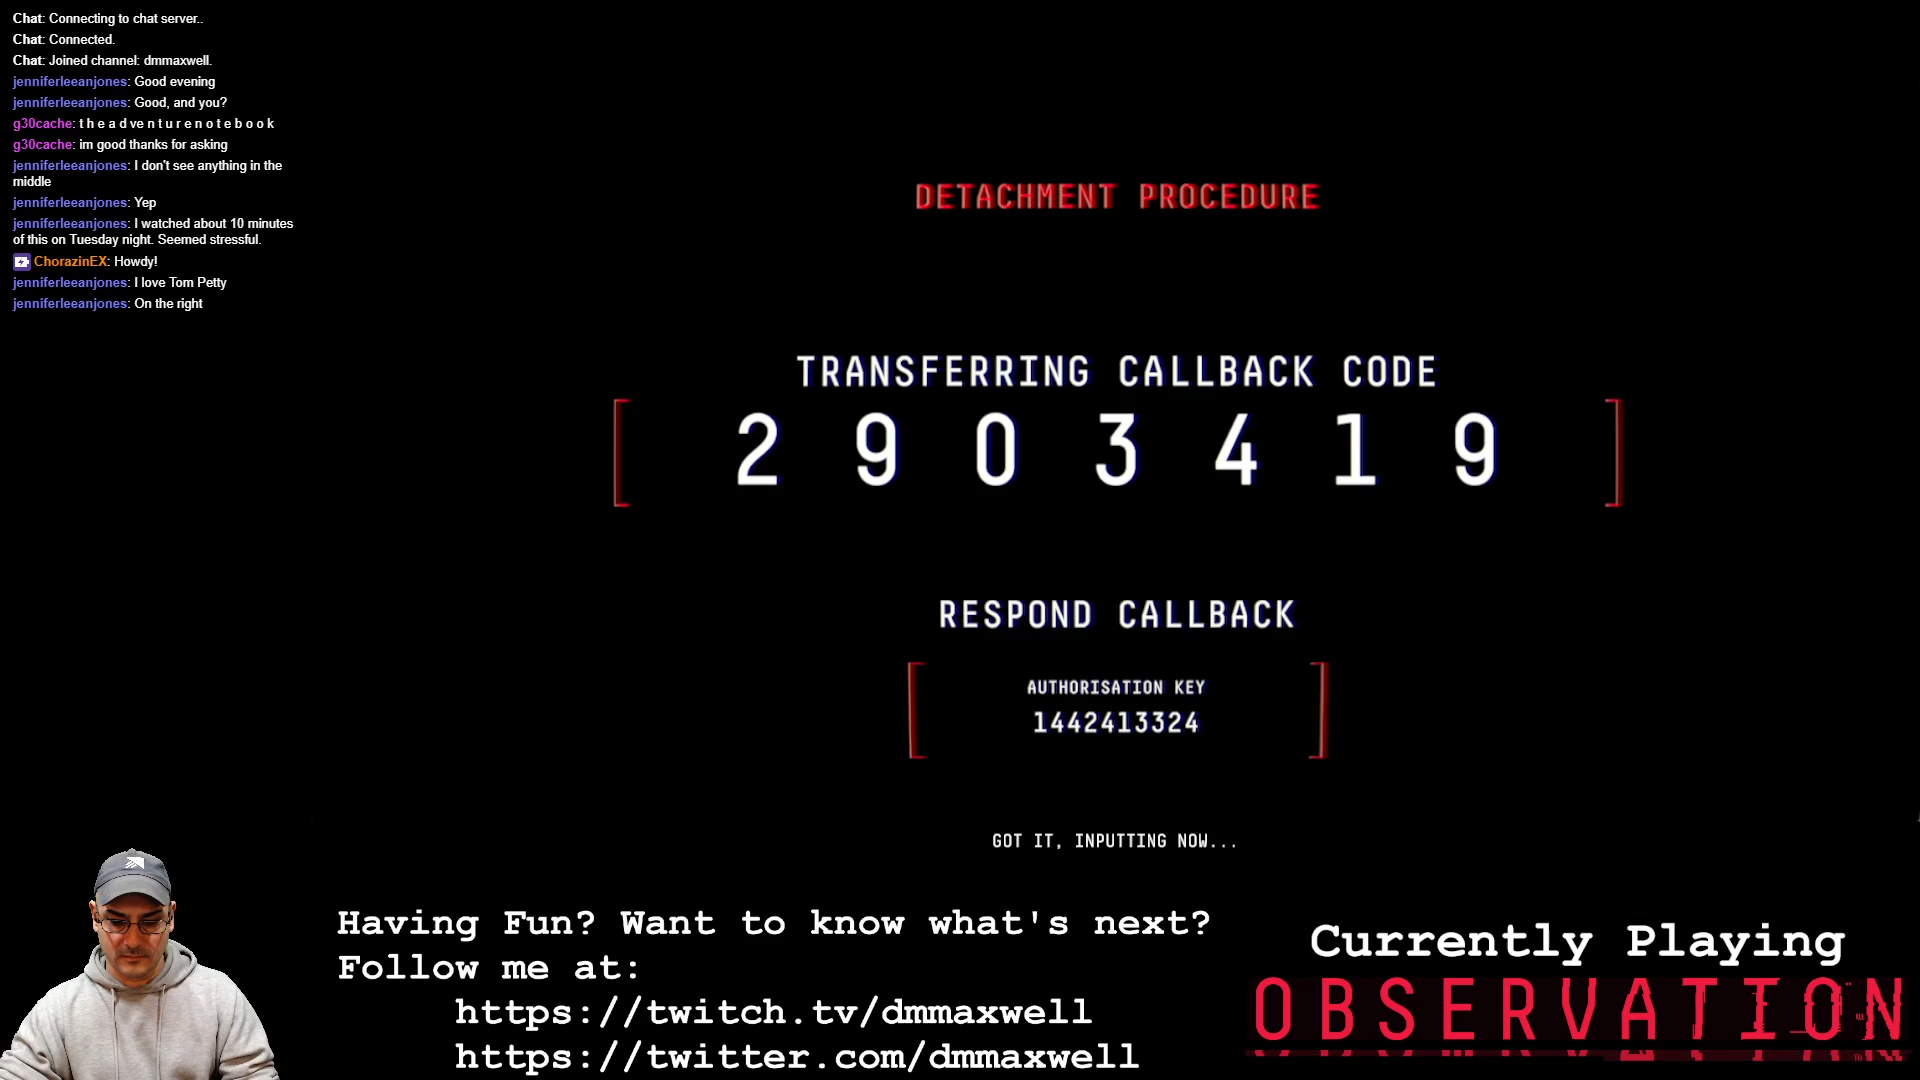 Chat: Connecting to chat server..
Chat: Connected.
Chat: Joined channel: dmmaxwell.
jenniferleeanjones: Good evening
jenniferleeanjones: Good, and you?
g30cache: t h e a d v e n t u r e n o t e b o o k
g30cache: im good thanks for asking
jenniferleeanjones: I don't see anything in the
middle
jenniferleeanjones: Yep
jenniferleeanjones: I watched about 10 minutes
of this on Tuesday night. Seemed stressful.
ChorazinEX: Howdy!
jenniferleeanjones: I love Tom Petty
jenniferleeanjones: On the right
DETACHMENT PROCEDURE
TRANSFERRING CALLBACK CODE
[ 2 9 0 3 4 1 9 ]
RESPOND CALLBACK
AUTHORISATION KEY
1442413324
GOT IT, INPUTTING NOW...
Having Fun? Want to know what's next?
Follow me at:
https://twitch.tv/dmmaxwell
https://twitter.com/dmmaxwell
Currently Playing
OBSERVATION